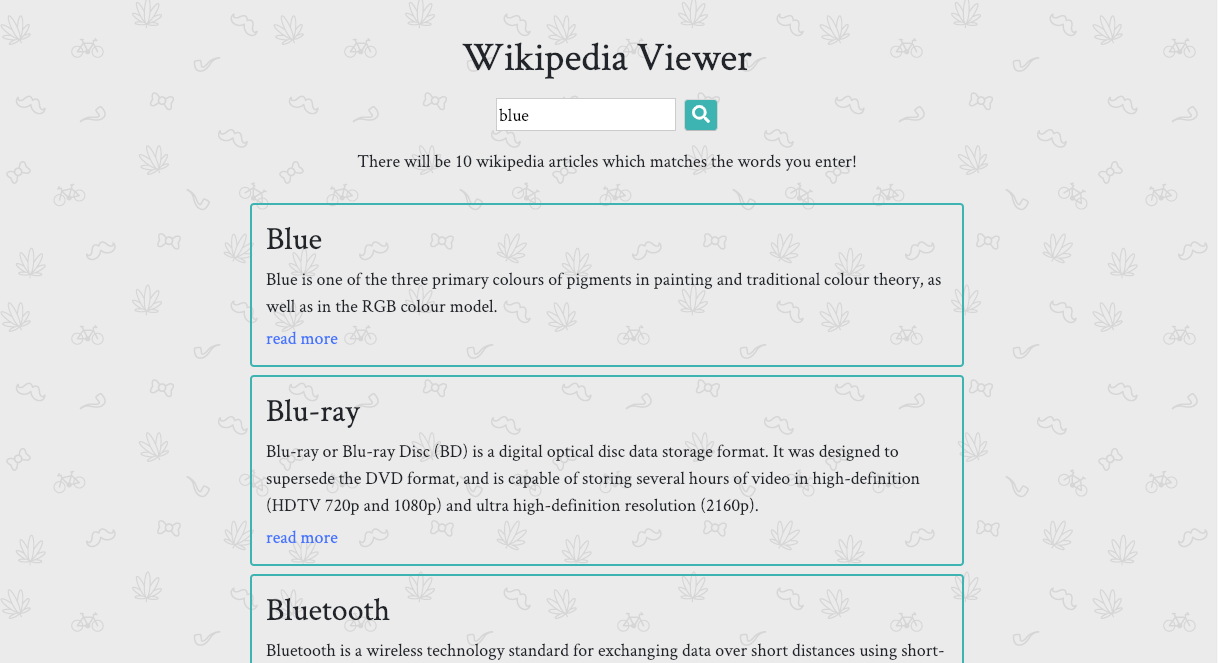 Wikipedia Viewer
blue
There will be 10 wikipedia articles which matches the words you enter!
Blue
Blue is one of the three primary colours of pigments in painting and traditional colour theory, as
well as in the RGB colour model.
read more
Blu-ray
Blu-ray or Blu-ray Disc (BD) is a digital optical disc data storage format. It was designed to
supersede the DVD format, and is capable of storing several hours of video in high-definition
(HDTV 720p and 1080p) and ultra high-definition resolution (2160p).
read more
Bluetooth
Bluetooth is a wireless technology standard for exchanging data over short distances using short-